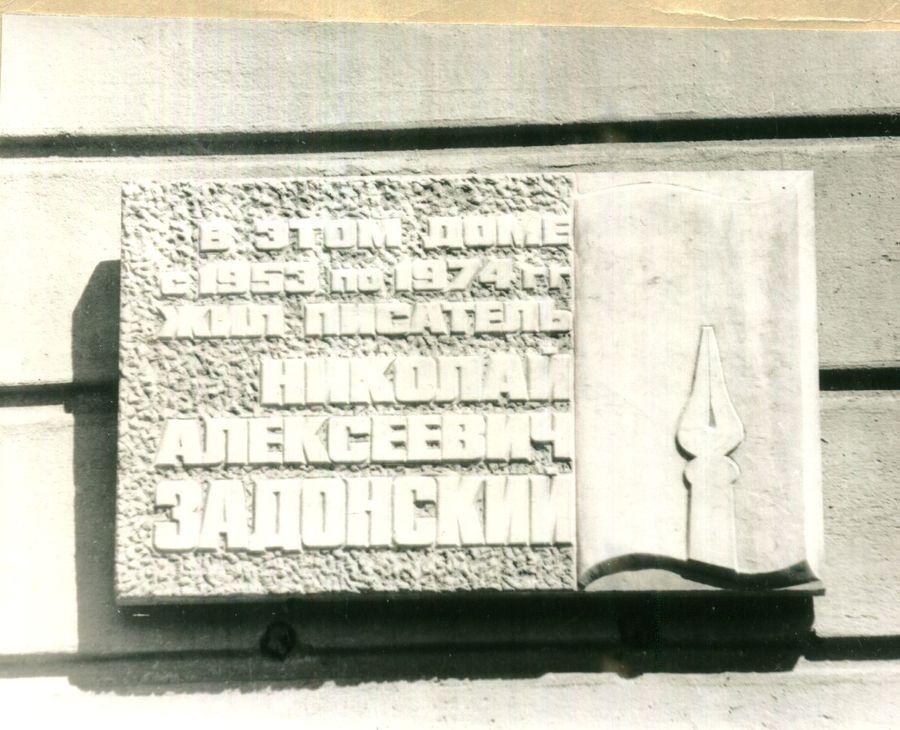 В ЭТОМ ДОМЕ
с 1953 по 1974 гг
ЖИЛ ПИСАТЕЛЬ
НИКОЛАЙ
АЛЕКСЕЕВИЧ
ЗАДОНСКИЙ